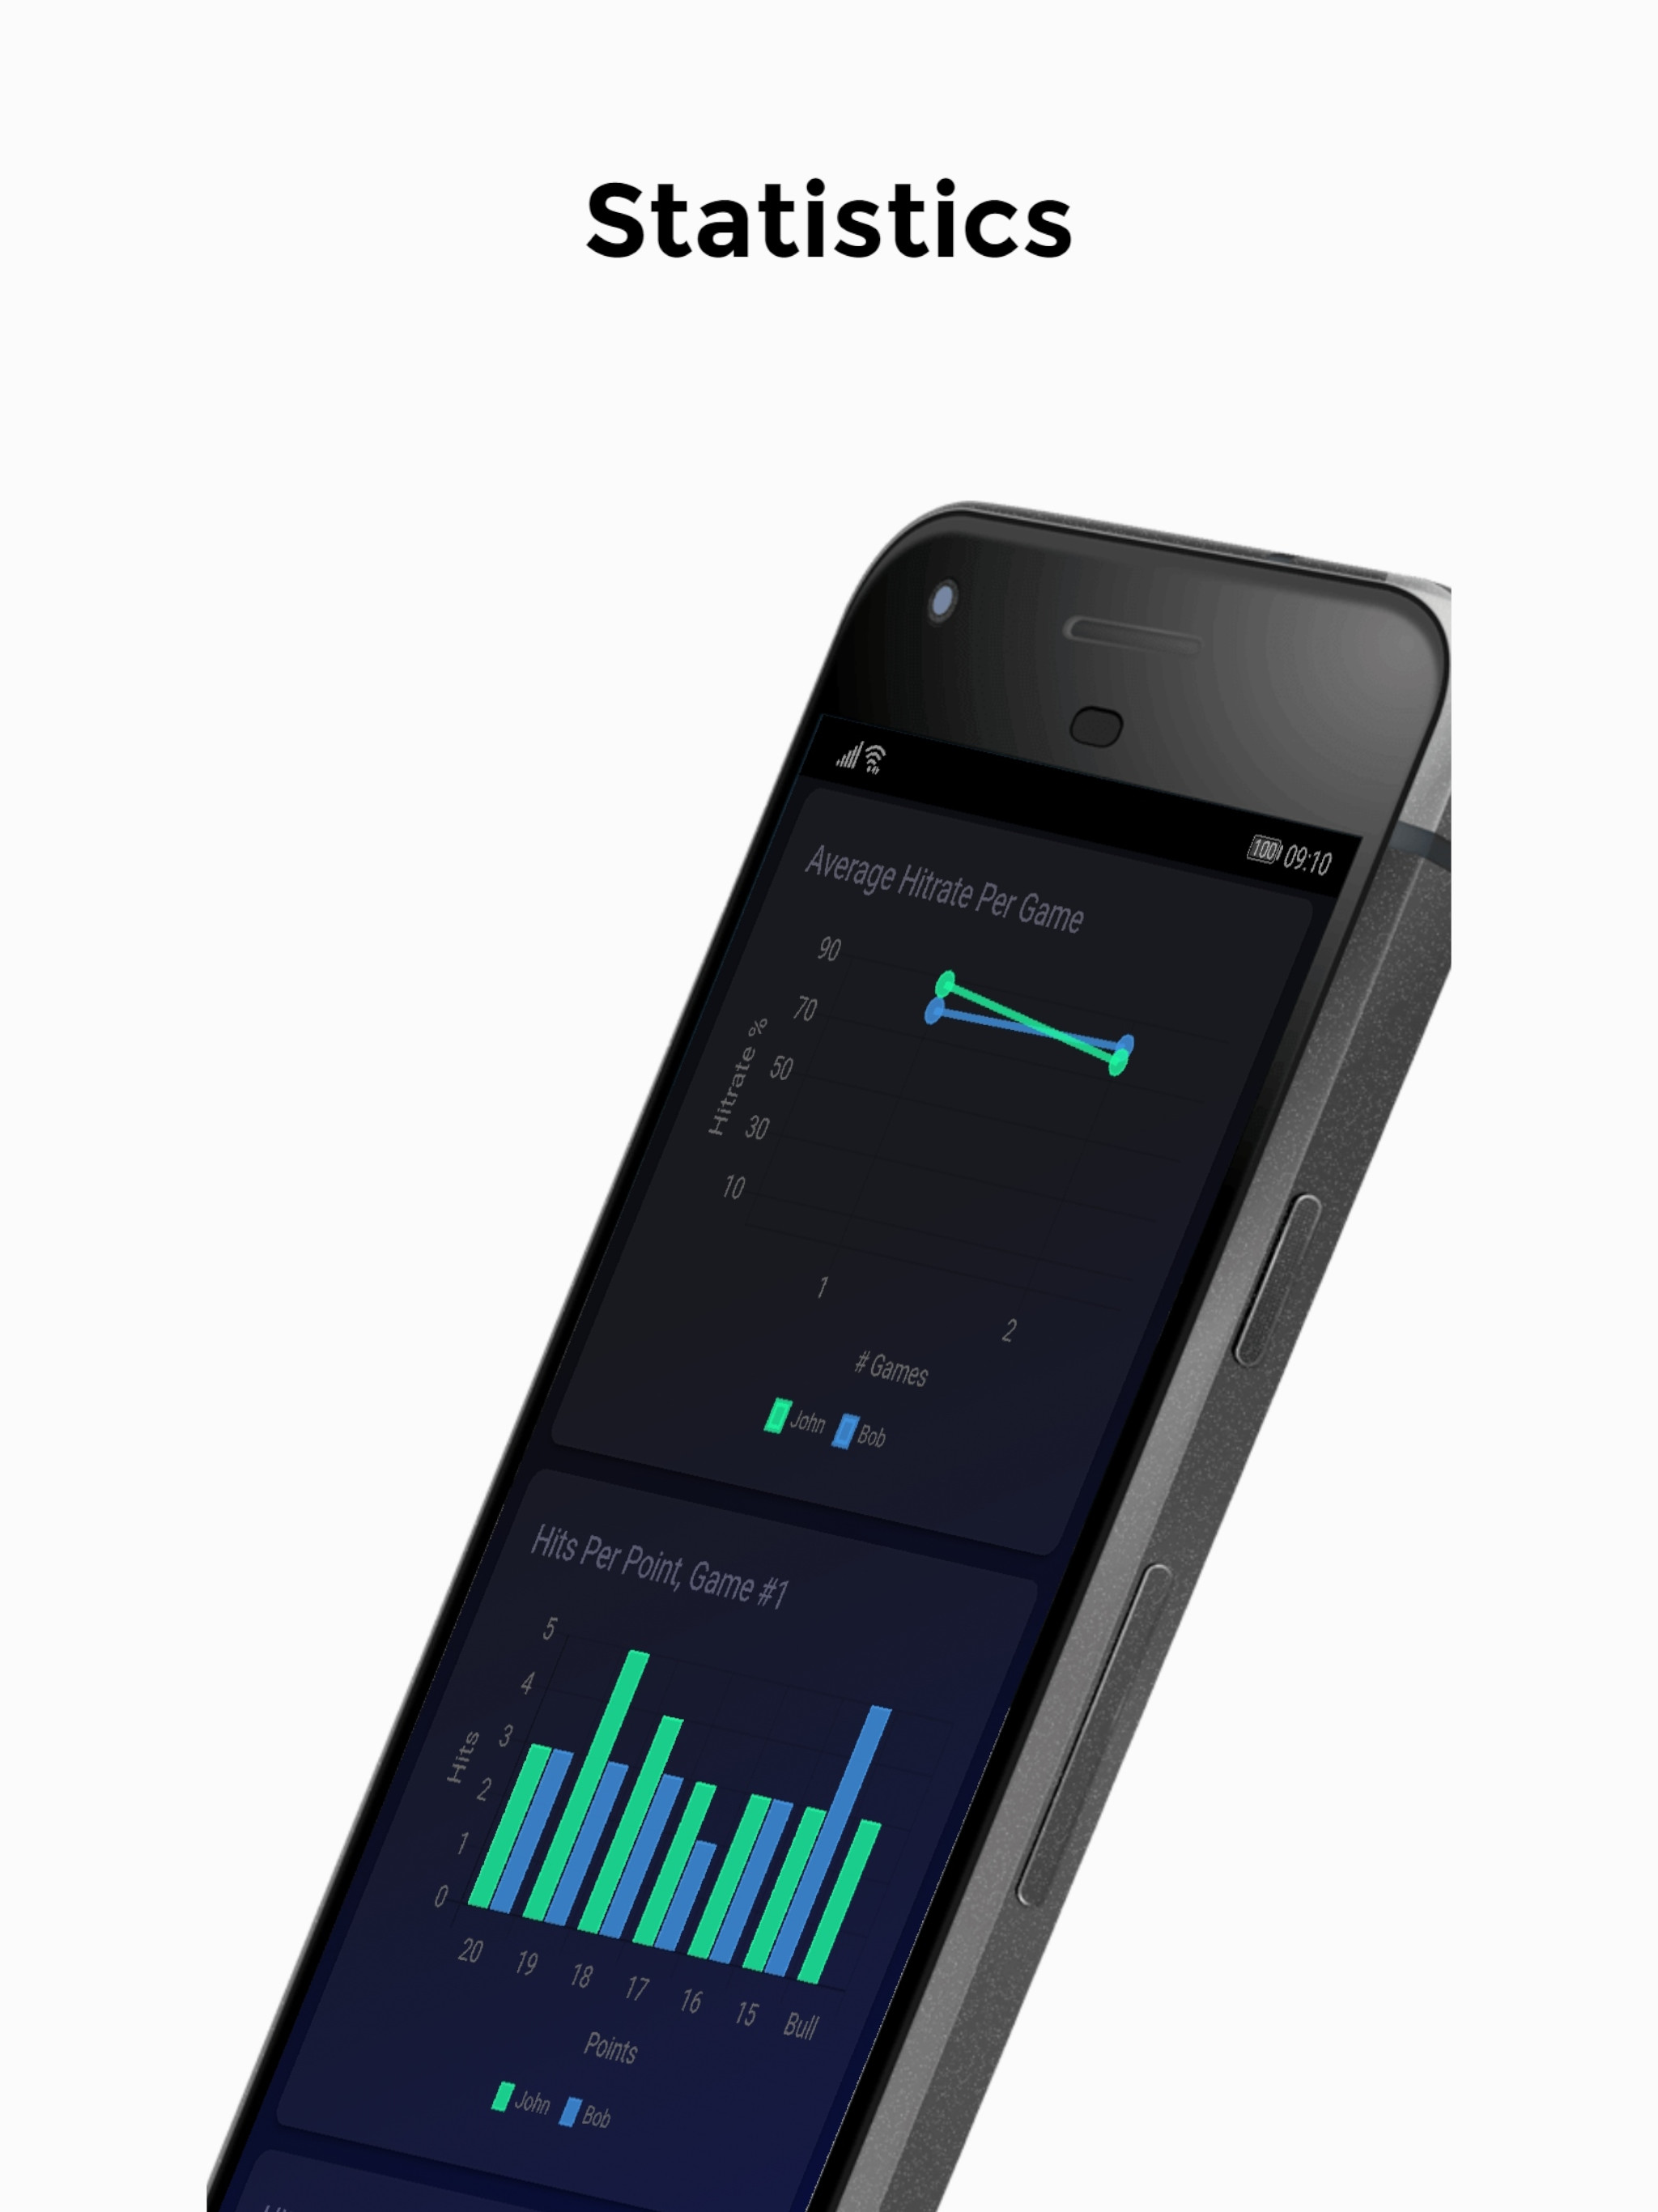 Statistics
100 09:10
Average Hitrate Per Game
90
70
50
30
10
Hitrate %
1
2
# Games
John Bob
Hits Per Point, Game #1
5
4
3
2
1
0
Hits
20 19 18 17 16 15 Bull
Points
John Bob